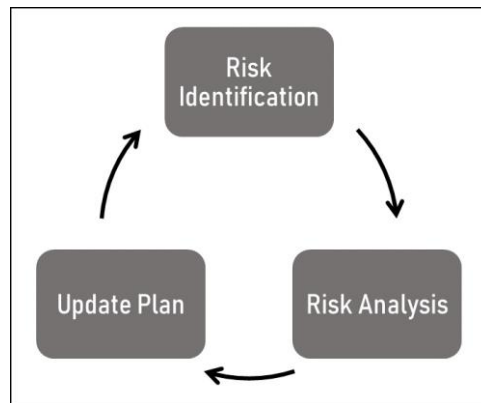 Risk
Identification
Update Plan
Risk Analysis